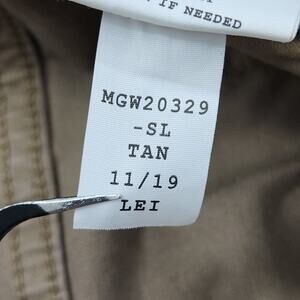 IF NEEDED
MGW20329
-SL
TAN
11/19
LEI